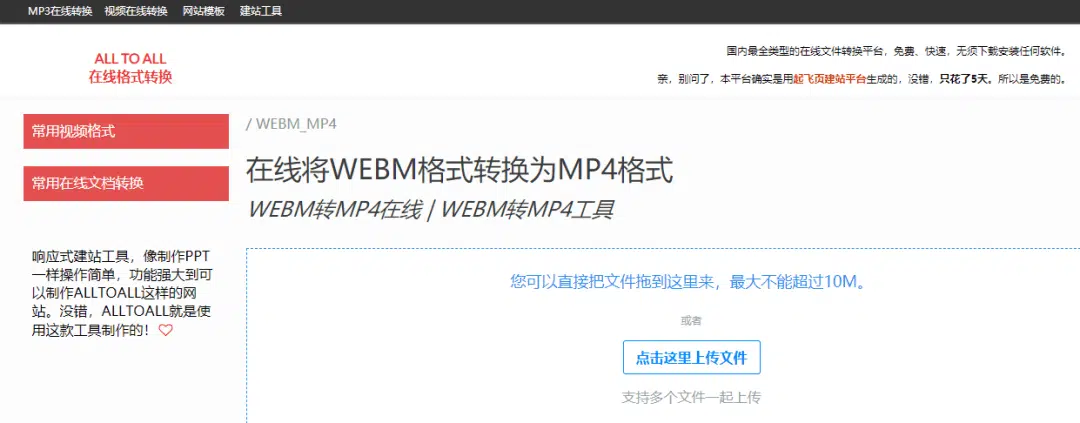 MP3在线转换 视频在线转换 网站模板 建站工具
ALL TO ALL
在线格式转换
国内最全类型的在线文件转换平台，免费、快速，无须下载安装任何软件。
亲，别问了，本平台确实是用起飞页建站平台生成的，没错，只花了5天。所以是免费的。
常用视频格式
常用在线文档转换
响应式建站工具，像制作PPT
一样操作简单，功能强大到可
以制作ALLTOALL这样的网
站。没错，ALLTOALL就是使
用这款工具制作的！♡
/ WEBM_MP4
在线将WEBM格式转换为MP4格式
WEBM转MP4在线 | WEBM转MP4工具
您可以直接把文件拖到这里来，最大不能超过10M。
或者
点击这里上传文件
支持多个文件一起上传